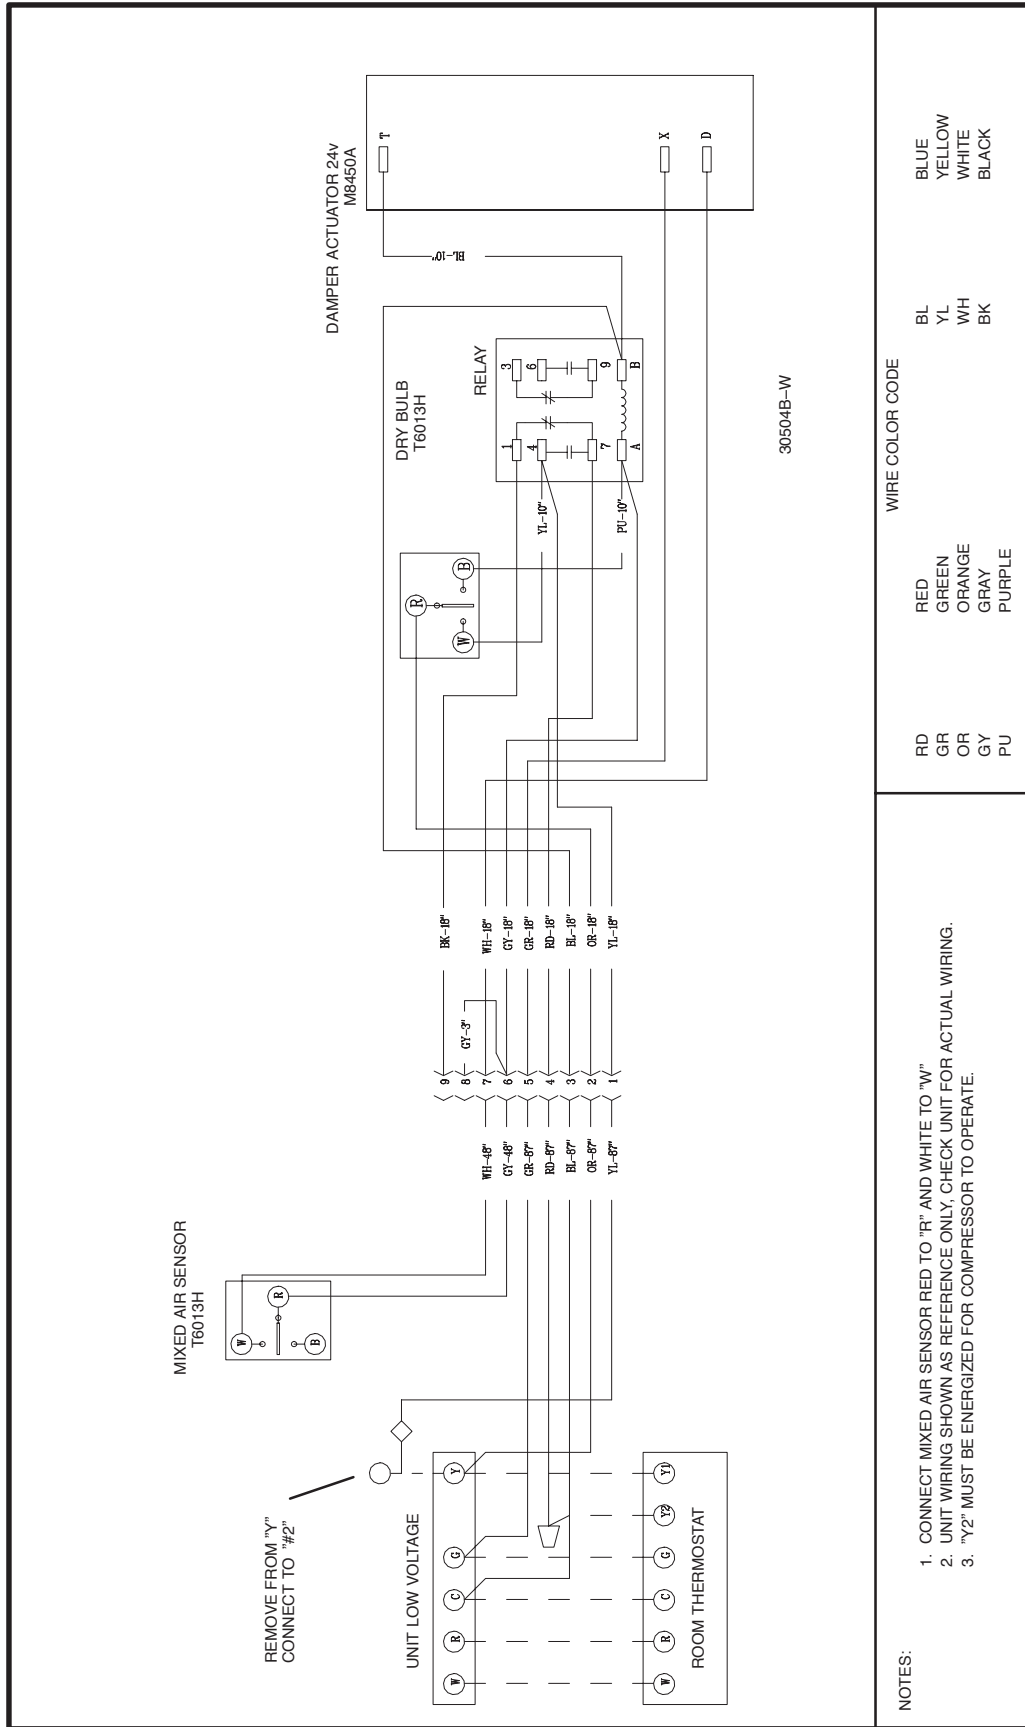 DAMPER ACTUATOR 24v
M8450A
T
X
D
BL-10"
DRY BULB
T6013H
RELAY
3
6
9
B
1
4
7
A
R
W
B
YL-10"
PU-10"
30504B-W
BK-18"
WH-18"
GY-18"
GR-18"
RD-18"
BL-18"
OR-18"
YL-18"
GY-3"
9
8
7
6
5
4
3
2
1
WH-48"
GY-48"
GR-87"
RD-87"
BL-87"
OR-87"
YL-87"
MIXED AIR SENSOR
T6013H
W
R
B
REMOVE FROM "Y"
CONNECT TO "#2"
UNIT LOW VOLTAGE
W
R
C
G
Y
W
R
C
G
Y2
Y1
ROOM THERMOSTAT
NOTES:
1. CONNECT MIXED AIR SENSOR RED TO "R" AND WHITE TO "W"
2. UNIT WIRING SHOWN AS REFERENCE ONLY, CHECK UNIT FOR ACTUAL WIRING.
3. "Y2" MUST BE ENERGIZED FOR COMPRESSOR TO OPERATE.
WIRE COLOR CODE
RD RED BL BLUE
GR GREEN YL YELLOW
OR ORANGE WH WHITE
GY GRAY BK BLACK
PU PURPLE